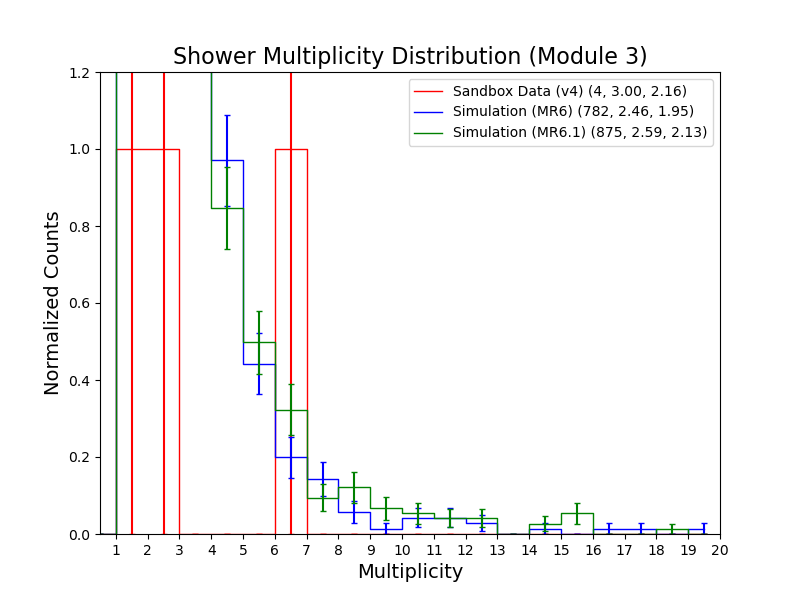 Shower Multiplicity Distribution (Module 3)
Sandbox Data (v4) (4, 3.00, 2.16)
Simulation (MR6) (782, 2.46, 1.95)
Simulation (MR6.1) (875, 2.59, 2.13)
Normalized Counts
1.2
1.0
0.8
0.6
0.4
0.2
0.0
1 2 3 4 5 6 7 8 9 10 11 12 13 14 15 16 17 18 19 20
Multiplicity